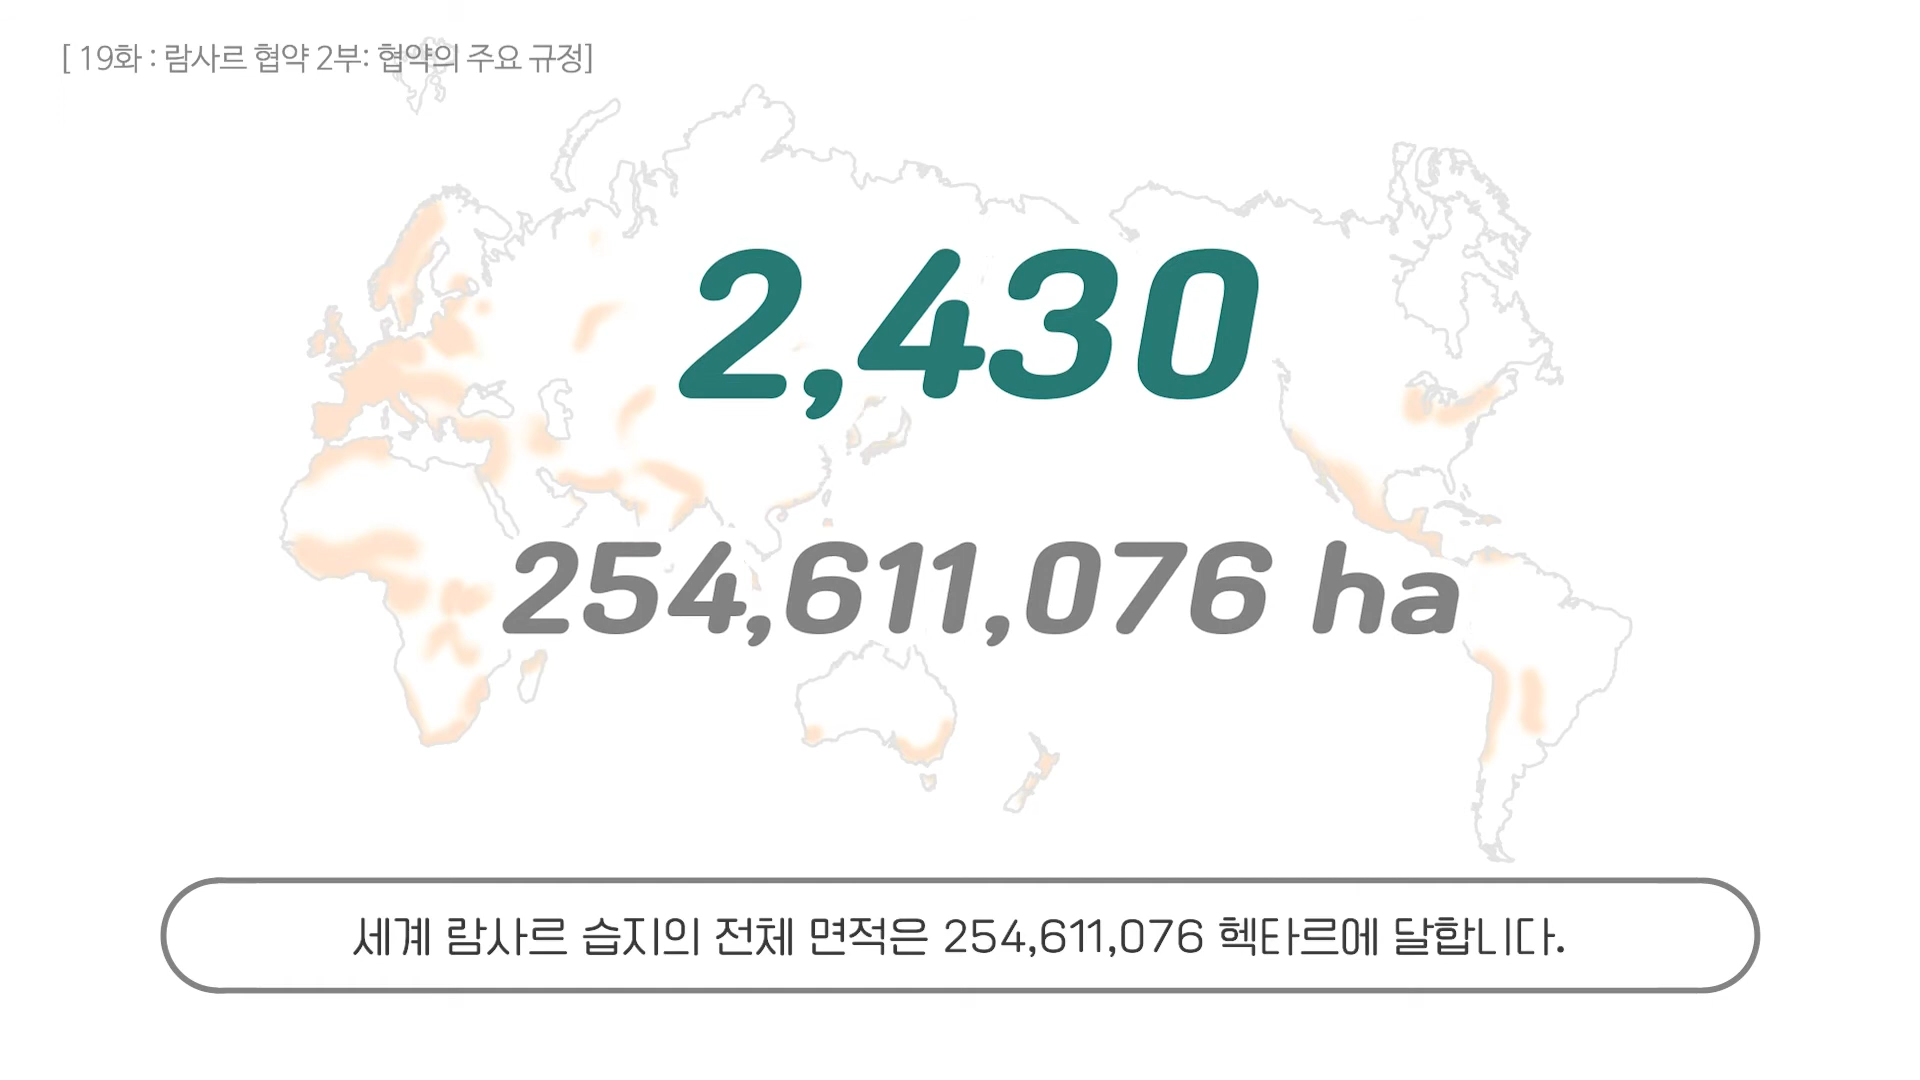 [ 19화 : 람사르 협약 2부: 협약의 주요 규정]
2,430
254,611,076 ha
세계 람사르 습지의 전체 면적은 254,611,076 헥타르에 달합니다.